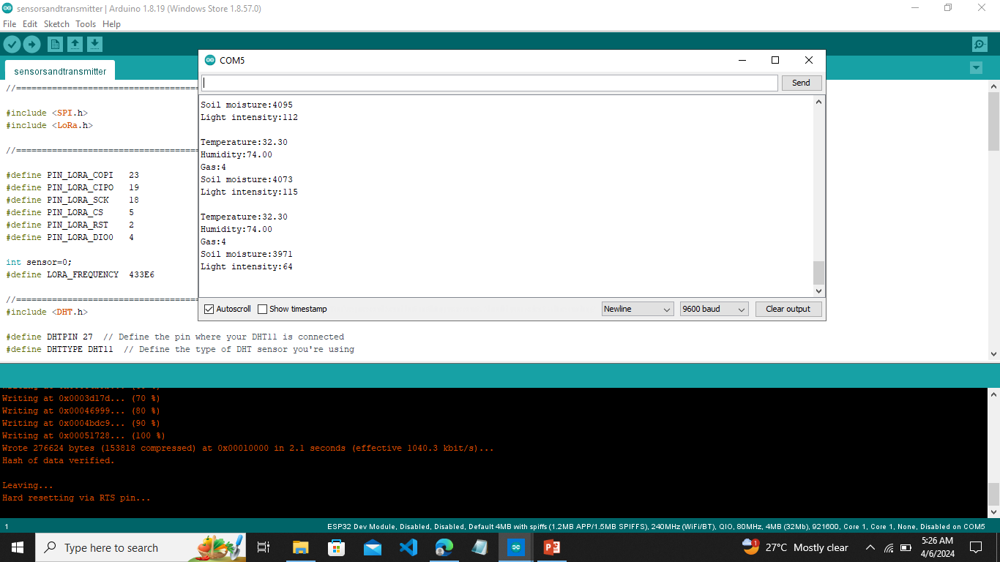 sensorsandtransmitter | Arduino 1.8.19 (Windows Store 1.8.57.0)
File Edit Sketch Tools Help
sensorsandtransmitter
//=====================================
#include <SPI.h>
#include <LoRa.h>
//=====================================
#define PIN_LORA_COPI 23
#define PIN_LORA_CIPO 19
#define PIN_LORA_SCK 18
#define PIN_LORA_CS 5
#define PIN_LORA_RST 2
#define PIN_LORA_DIO0 4
int sensor=0;
#define LORA_FREQUENCY 433E6
//=====================================
#include <DHT.h>
#define DHTPIN 27 // Define the pin where your DHT11 is connected
#define DHTTYPE DHT11 // Define the type of DHT sensor you're using
COM5
Send
Soil moisture:4095
Light intensity:112
Temperature:32.30
Humidity:74.00
Gas:4
Soil moisture:4073
Light intensity:115
Temperature:32.30
Humidity:74.00
Gas:4
Soil moisture:3971
Light intensity:64
Autoscroll Show timestamp Newline 9600 baud Clear output
Writing at 0x0003d17d... (70 %)
Writing at 0x00046999... (80 %)
Writing at 0x0004bdc9... (90 %)
Writing at 0x00051728... (100 %)
Wrote 276624 bytes (153818 compressed) at 0x00010000 in 2.1 seconds (effective 1040.3 kbit/s)...
Hash of data verified.
Leaving...
Hard resetting via RTS pin...
1 ESP32 Dev Module, Disabled, Disabled, Default 4MB with spiffs (1.2MB APP/1.5MB SPIFFS), 240MHz (WiFi/BT), QIO, 80MHz, 4MB (32Mb), 921600, Core 1, Core 1, None, Disabled on COM5
Type here to search
1
27°C Mostly clear
5:26 AM
4/6/2024